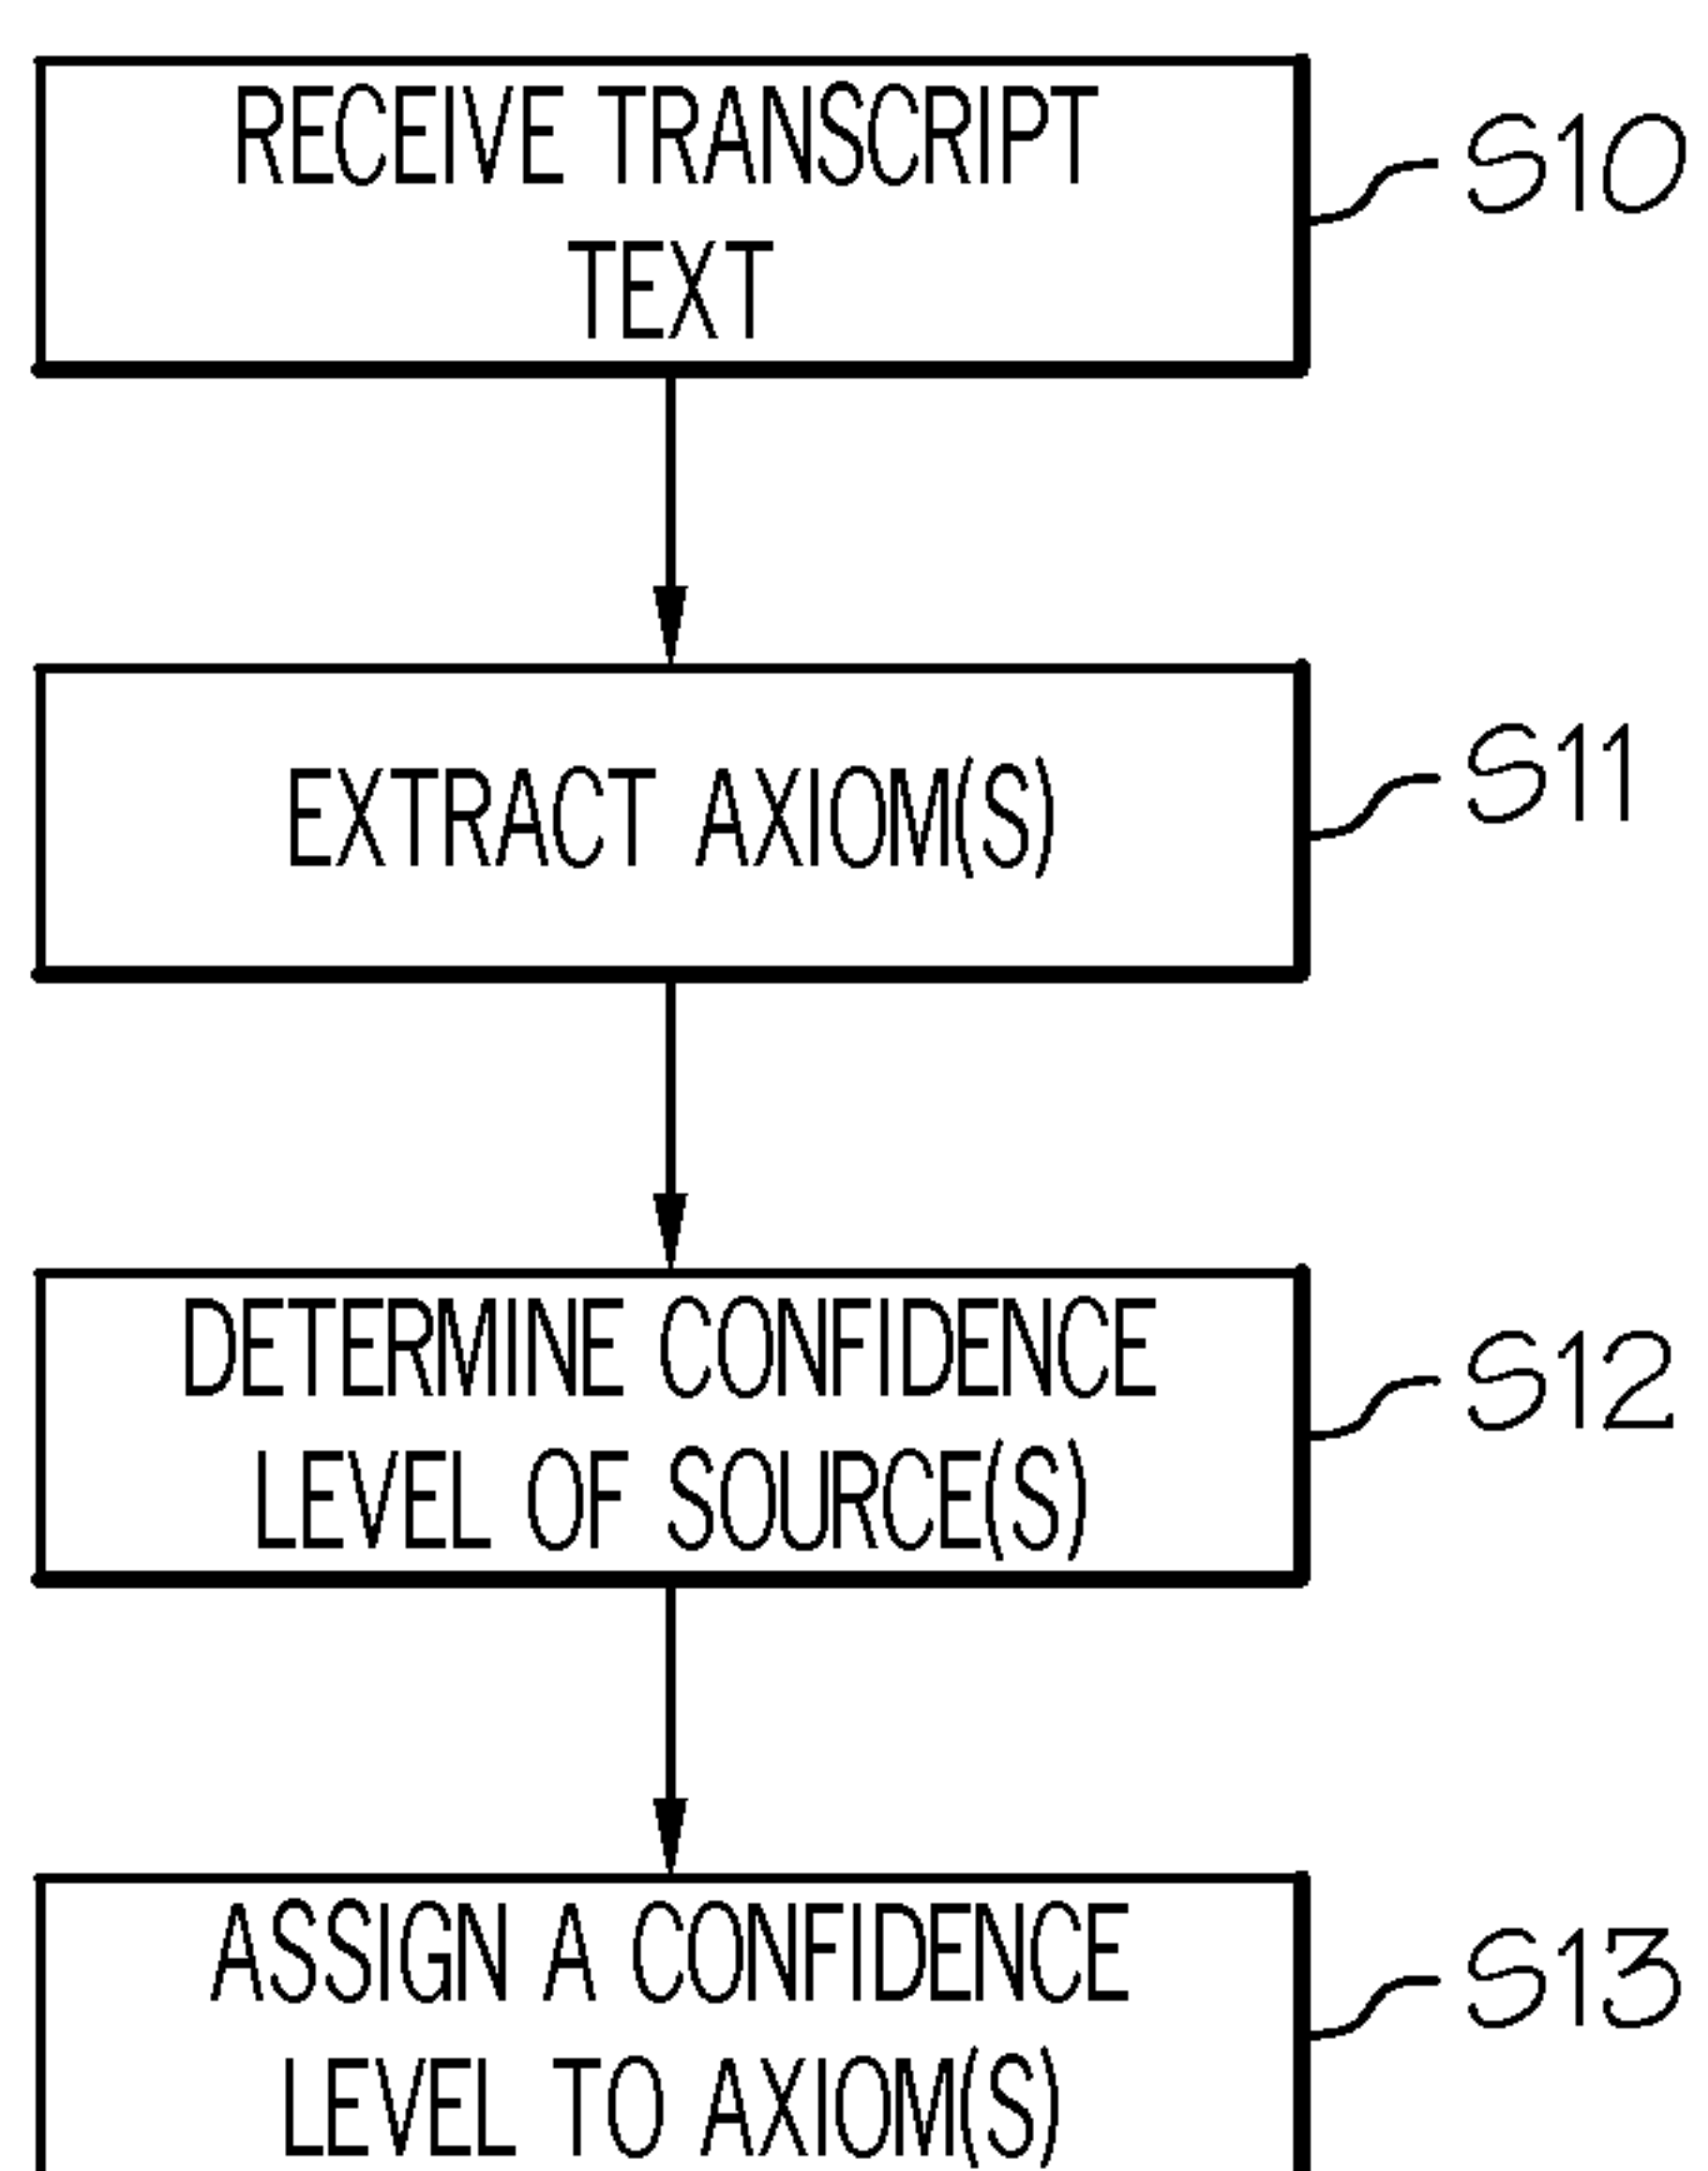 RECEIVE TRANSCRIPT
TEXT
S10
EXTRACT AXIOM(S)
S11
DETERMINE CONFIDENCE
LEVEL OF SOURCE(S)
S12
ASSIGN A CONFIDENCE
LEVEL TO AXIOM(S)
S13